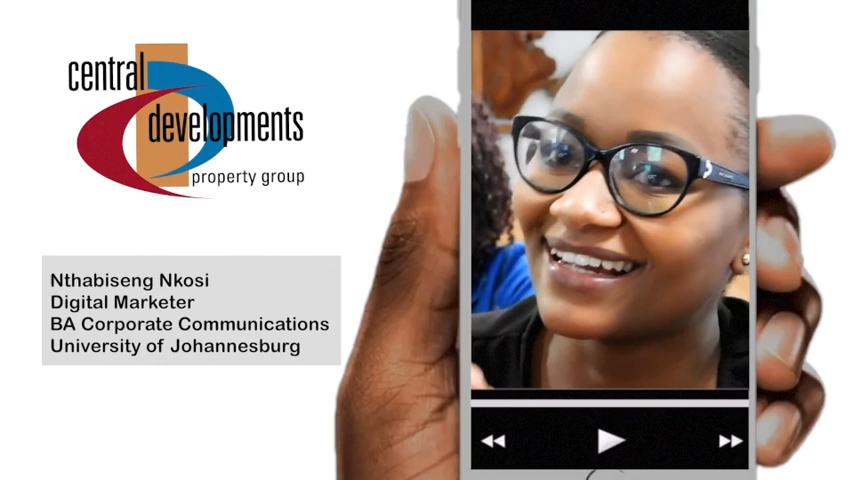 central
developments
property group
Nthabiseng Nkosi
Digital Marketer
BA Corporate Communications
University of Johannesburg